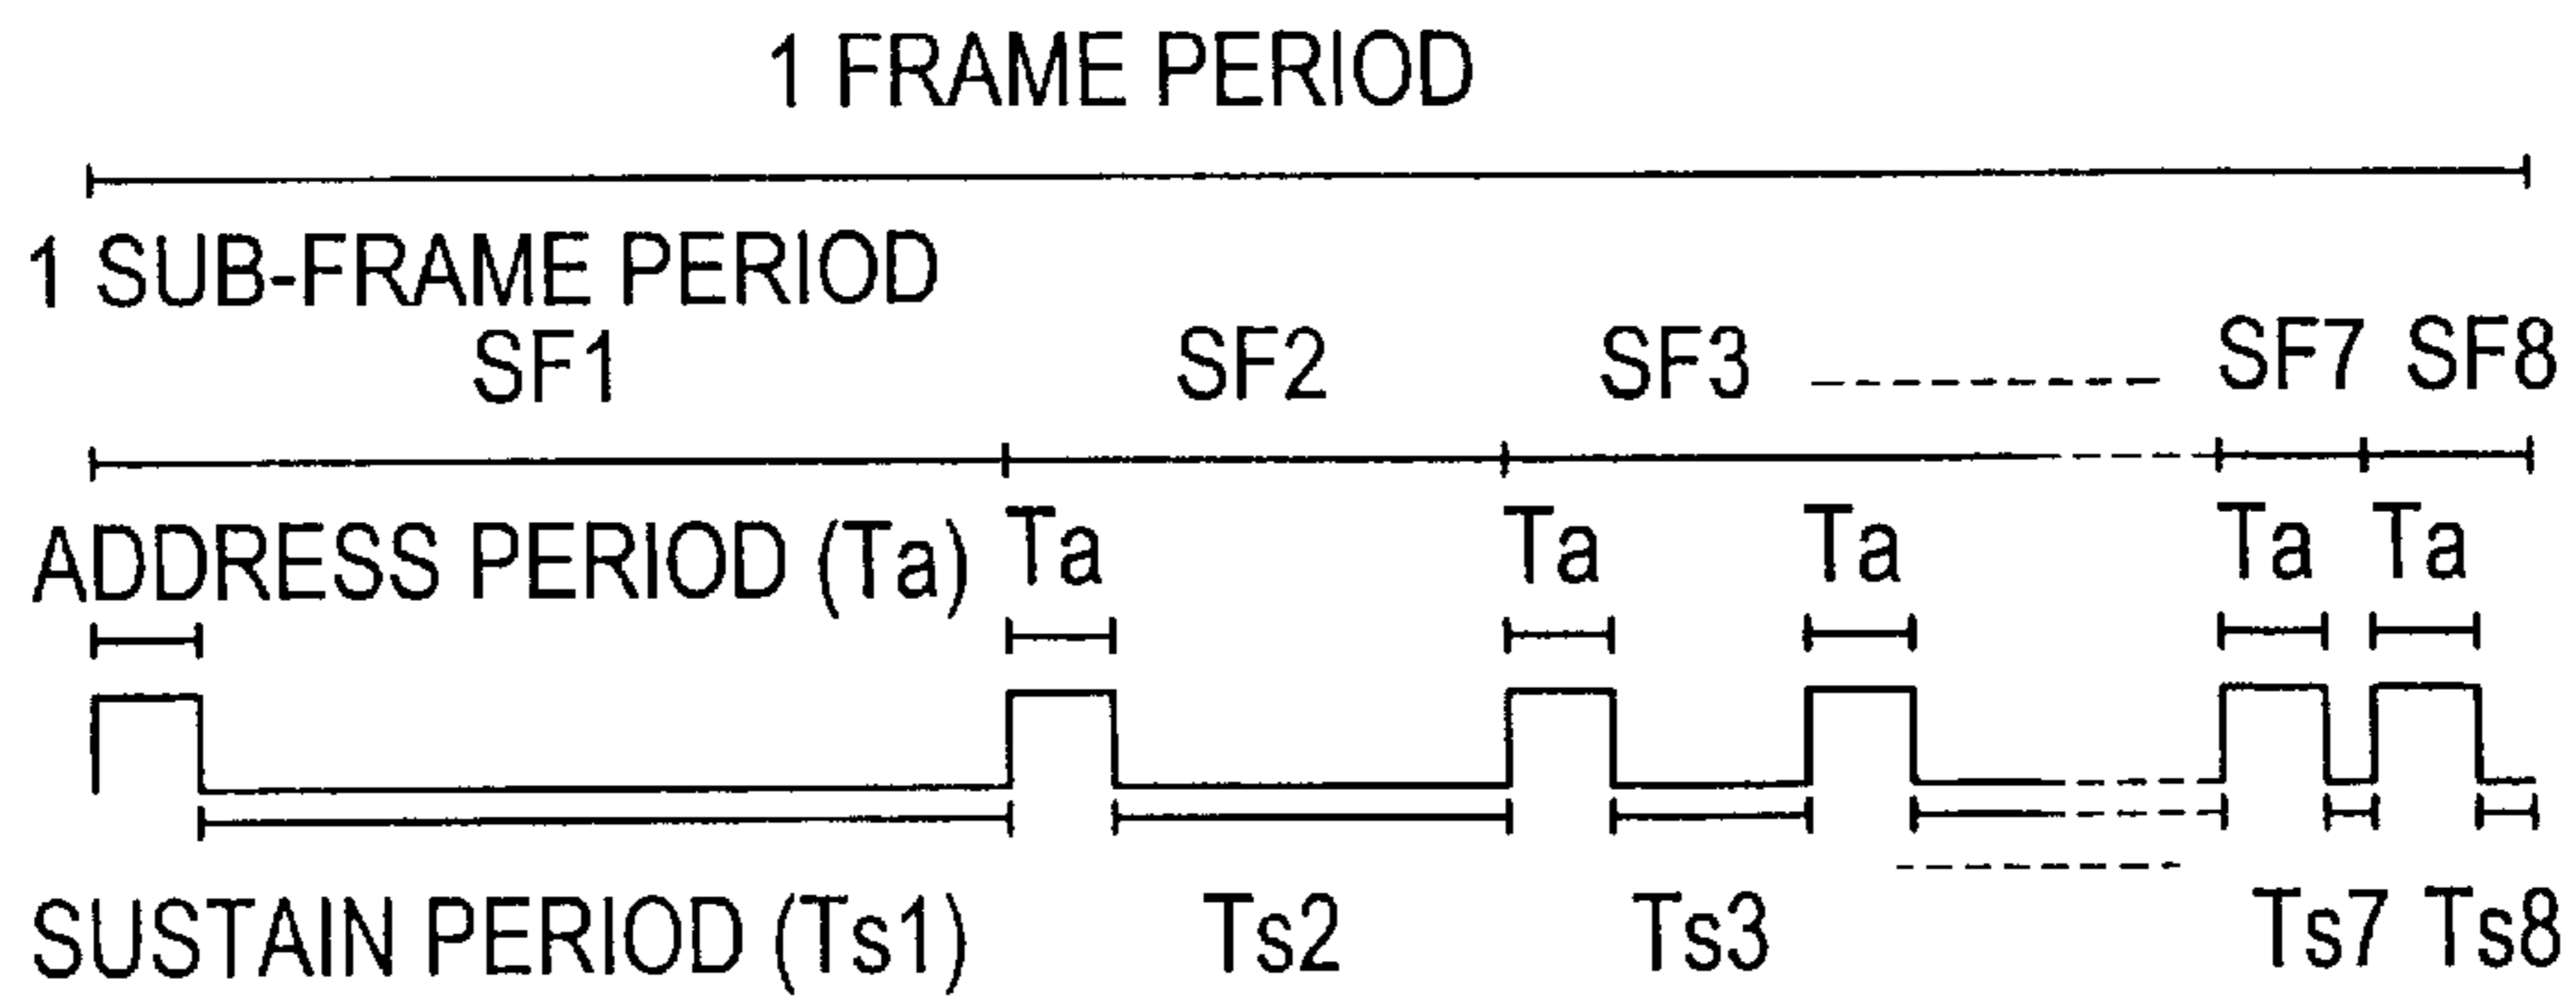 1 FRAME PERIOD
1 SUB-FRAME PERIOD
SF1 SF2 SF3 SF7 SF8
ADDRESS PERIOD (Ta) Ta Ta Ta Ta Ta
SUSTAIN PERIOD (Ts1) Ts2 Ts3 Ts7 Ts8